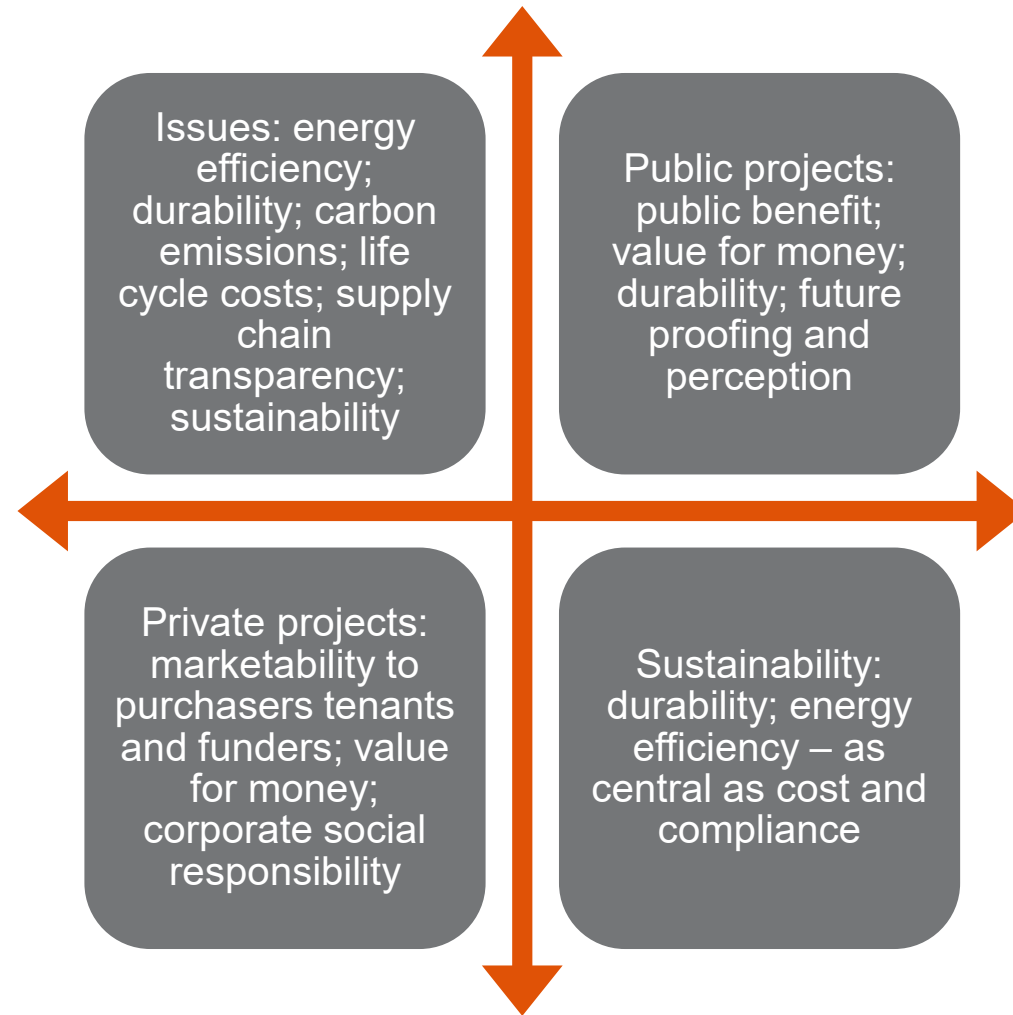 Issues: energy
efficiency;
durability; carbon
emissions; life
cycle costs; supply
chain
transparency;
sustainability
Public projects:
public benefit;
value for money;
durability; future
proofing and
perception
Private projects:
marketability to
purchasers tenants
and funders; value
for money;
corporate social
responsibility
Sustainability:
durability; energy
efficiency – as
central as cost and
compliance